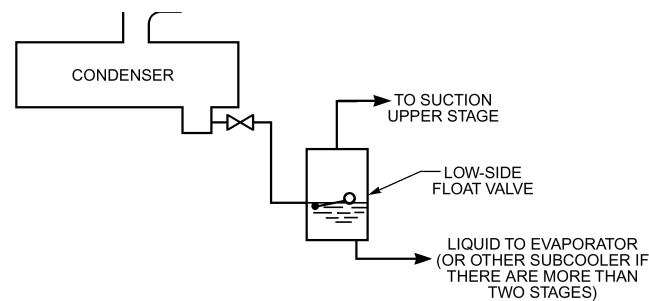 CONDENSER
TO SUCTION
UPPER STAGE
LOW-SIDE
FLOAT VALVE
LIQUID TO EVAPORATOR
(OR OTHER SUBCOOLER IF
THERE ARE MORE THAN
TWO STAGES)